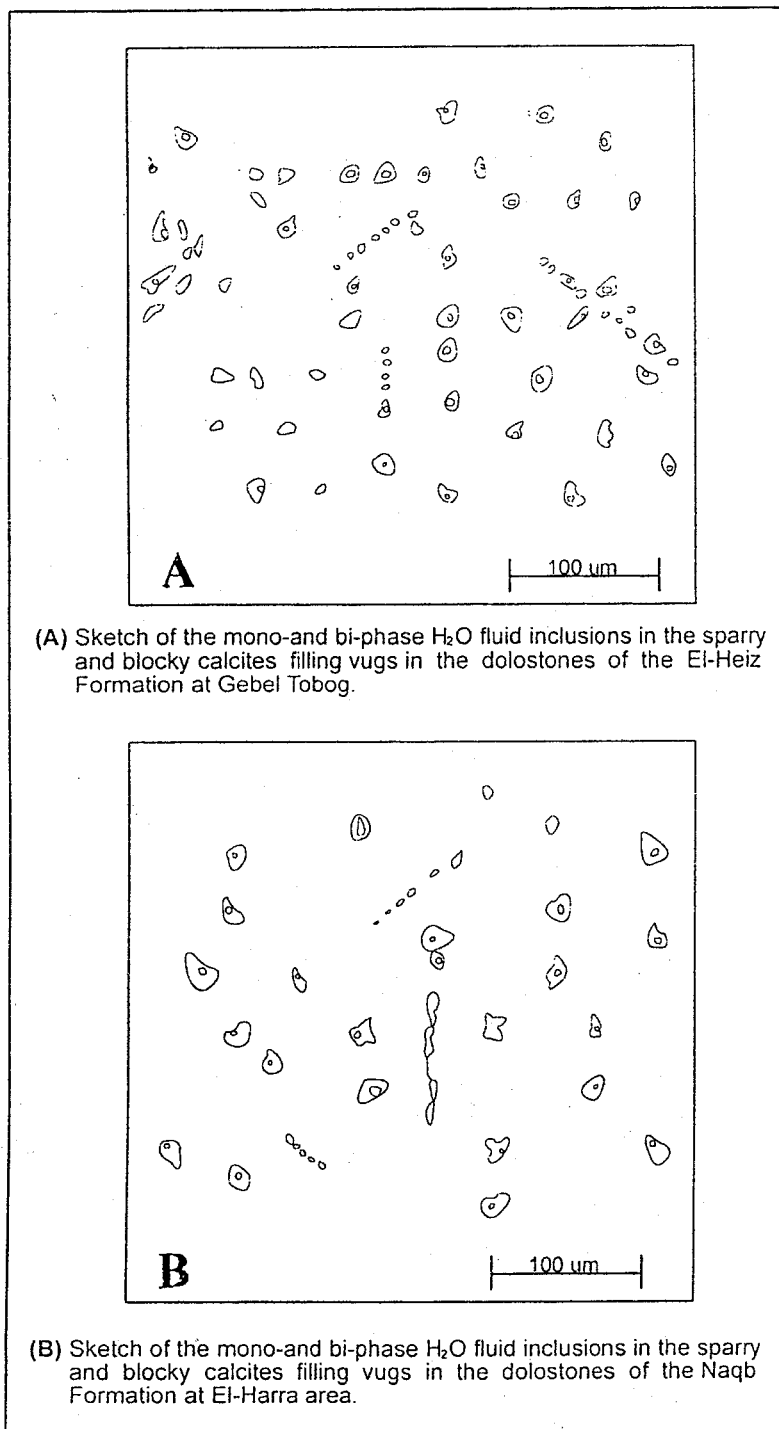 A
100 um
(A) Sketch of the mono-and bi-phase H₂O fluid inclusions in the sparry
and blocky calcites filling vugs in the dolostones of the El-Heiz
Formation at Gebel Tobog.
B
100 um
(B) Sketch of the mono-and bi-phase H₂O fluid inclusions in the sparry
and blocky calcites filling vugs in the dolostones of the Naqb
Formation at El-Harra area.